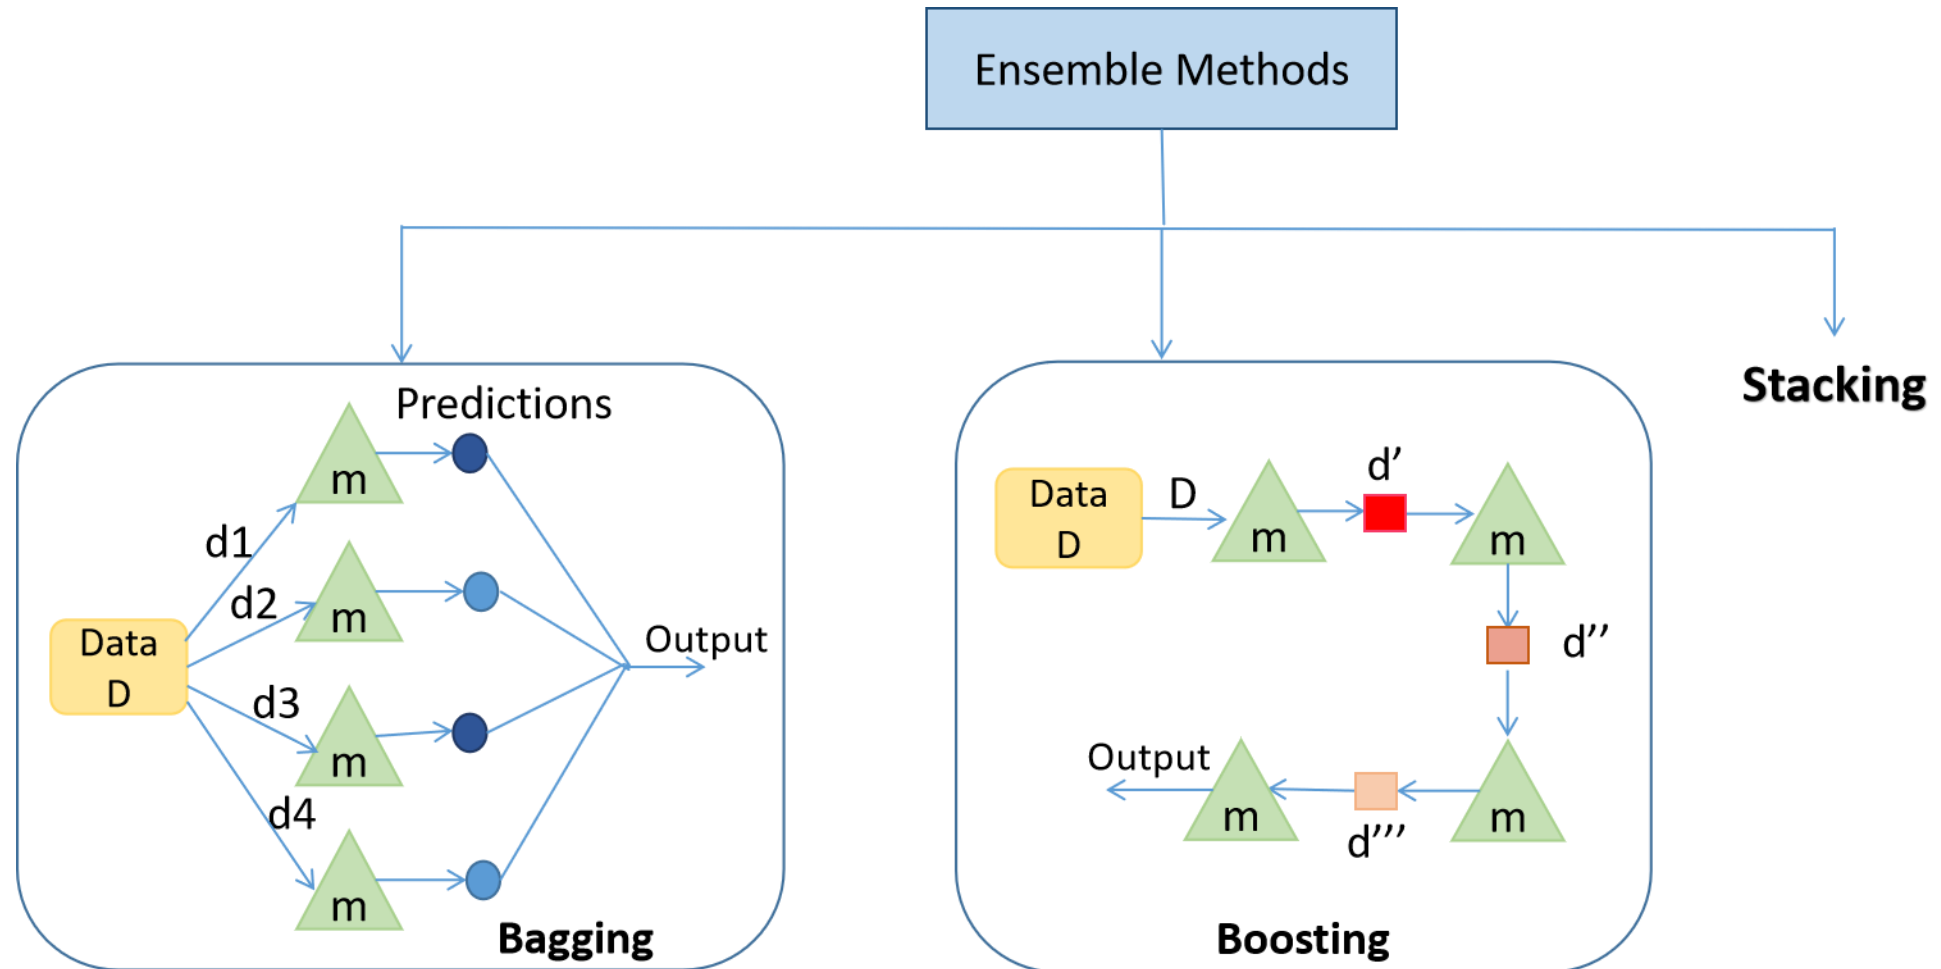 Ensemble Methods
Predictions
m
d1
m
d2
Data
D
Output
d3
m
d4
m
Bagging
Data
D
D
m
d’
m
d’’
Output
m
d’’’
m
Boosting
Stacking